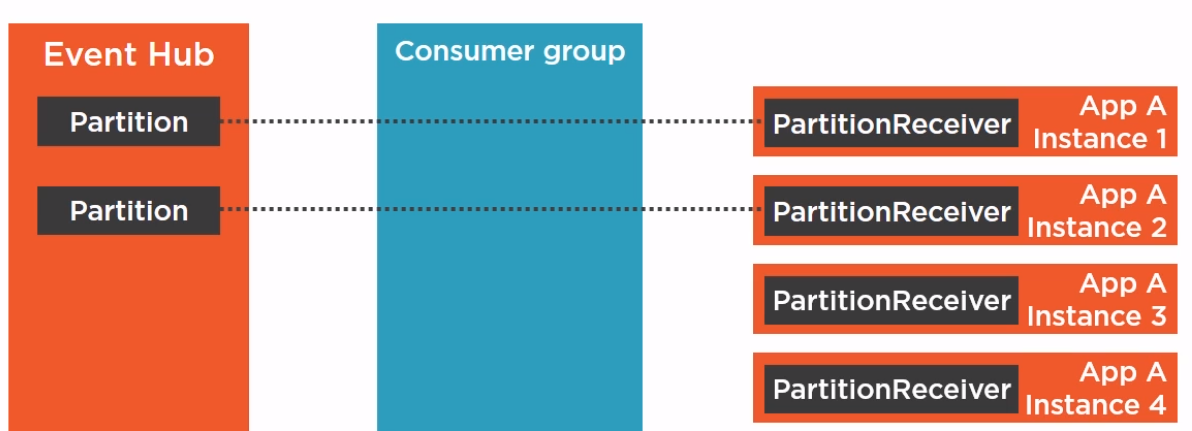 Event Hub
Consumer group
Partition
PartitionReceiver
App A
Instance 1
Partition
PartitionReceiver
App A
Instance 2
PartitionReceiver
App A
Instance 3
PartitionReceiver
App A
Instance 4